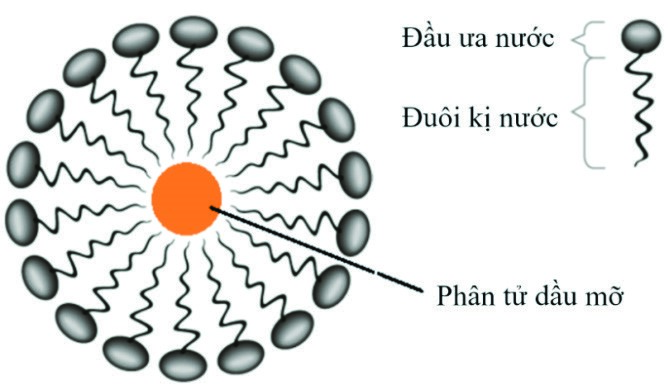 Đầu ưa nước
Đuôi kị nước
Phân tử dầu mỡ